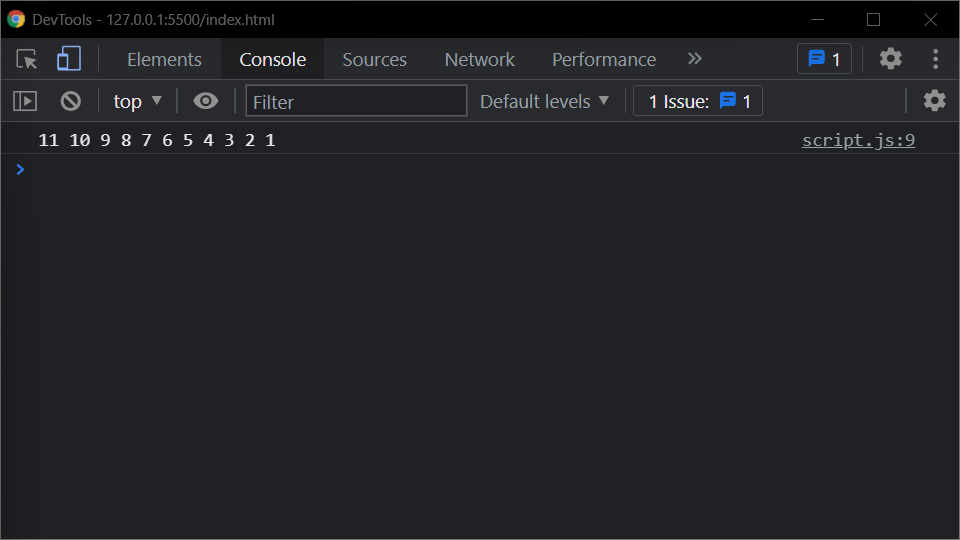 DevTools - 127.0.0.1:5500/index.html
Elements Console Sources Network Performance » 1
top ▼ Filter Default levels ▼ 1 Issue: 1
11 10 9 8 7 6 5 4 3 2 1 script.js:9
>